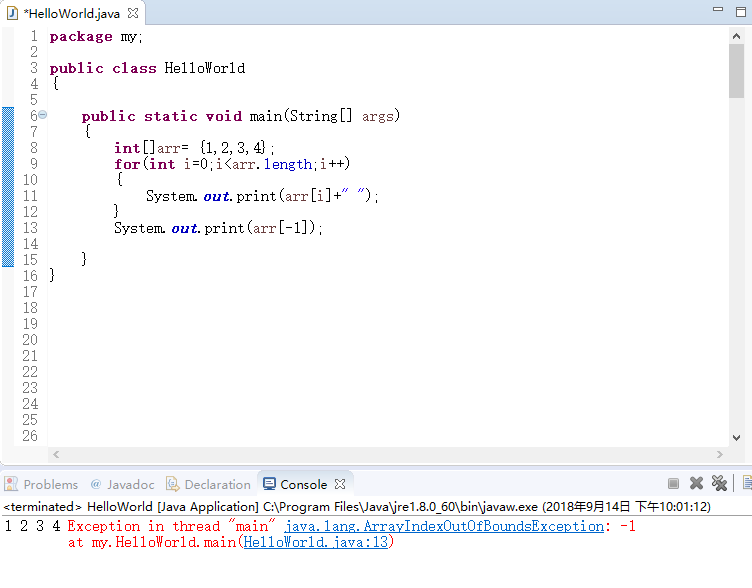 *HelloWorld.java
1 package my;
2
3 public class HelloWorld
4 {
5
6 public static void main(String[] args)
7 {
8 int[]arr= {1,2,3,4};
9 for(int i=0;i<arr.length;i++)
10 {
11 System.out.print(arr[i]+" ");
12 }
13 System.out.print(arr[-1]);
14
15 }
16 }
17
18
19
20
21
22
23
24
25
26
Problems @ Javadoc Declaration Console
<terminated> HelloWorld [Java Application] C:\Program Files\Java\jre1.8.0_60\bin\javaw.exe (2018年9月14日 下午10:01:12)
1 2 3 4 Exception in thread "main" java.lang.ArrayIndexOutOfBoundsException: -1
at my.HelloWorld.main(HelloWorld.java:13)